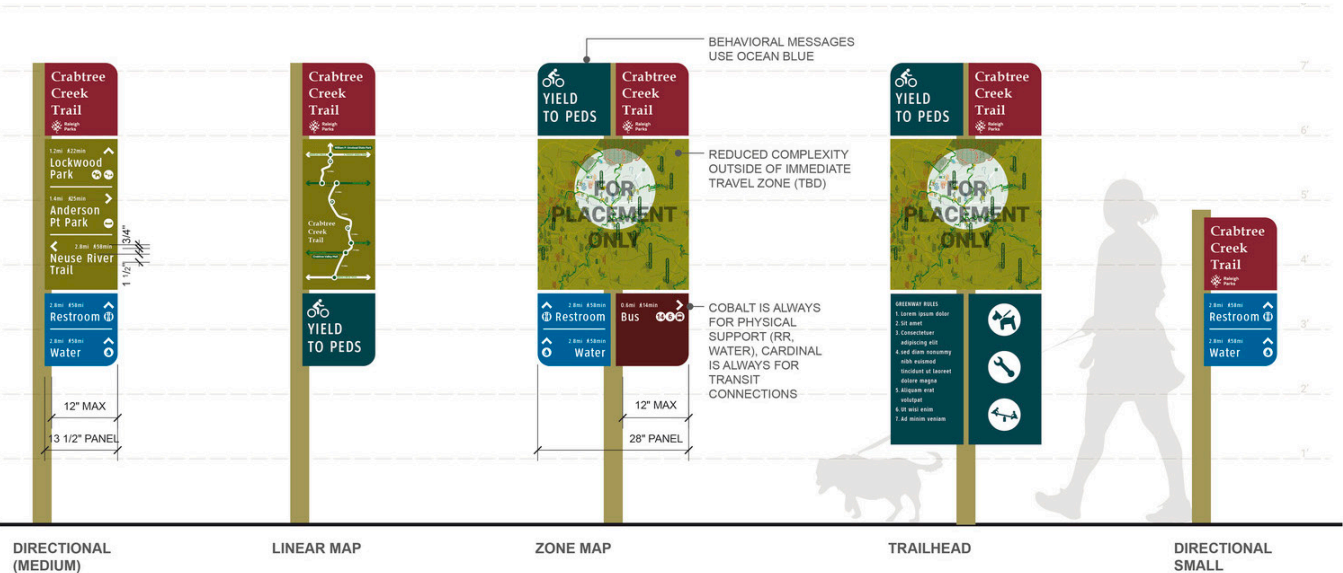 BEHAVIORAL MESSAGES
USE OCEAN BLUE
7'
6'
5'
4'
3'
2'
1'
Crabtree
Creek
Trail
Raleigh
Parks
1.2mi
22min
Lockwood
Park
1.4mi
25min
Anderson
Pt Park
2.8mi
58min
Neuse River
Trail
3/4"
1 1/2"
2.8mi
58mi
Restroom
2.8mi
58mi
Water
12" MAX
13 1/2" PANEL
Crabtree
Creek
Trail
Raleigh
Parks
Crabtree
Creek
Trail
YIELD
TO PEDS
YIELD
TO PEDS
Crabtree
Creek
Trail
Raleigh
Parks
FOR
PLACEMENT
ONLY
REDUCED COMPLEXITY
OUTSIDE OF IMMEDIATE
TRAVEL ZONE (TBD)
2.8mi
58min
Restroom
2.8mi
58min
Water
0.6mi
14min
Bus
COBALT IS ALWAYS
FOR PHYSICAL
SUPPORT (RR,
WATER), CARDINAL
IS ALWAYS FOR
TRANSIT
CONNECTIONS
12" MAX
28" PANEL
YIELD
TO PEDS
Crabtree
Creek
Trail
Raleigh
Parks
FOR
PLACEMENT
ONLY
GREENWAY RULES
1. Lorem ipsum dolor
2. Sit amet
3. Consectetuer
adipiscing elit
4. sed diam nonummy
nibh euismod
tincidunt ut laoreet
dolore magna
5. Aliquam erat
volutpat
6. Ut wisi enim
7. Ad minim veniam
Crabtree
Creek
Trail
Raleigh
Parks
2.8mi
58mi
Restroom
2.8mi
58mi
Water
DIRECTIONAL
(MEDIUM)
LINEAR MAP
ZONE MAP
TRAILHEAD
DIRECTIONAL
SMALL